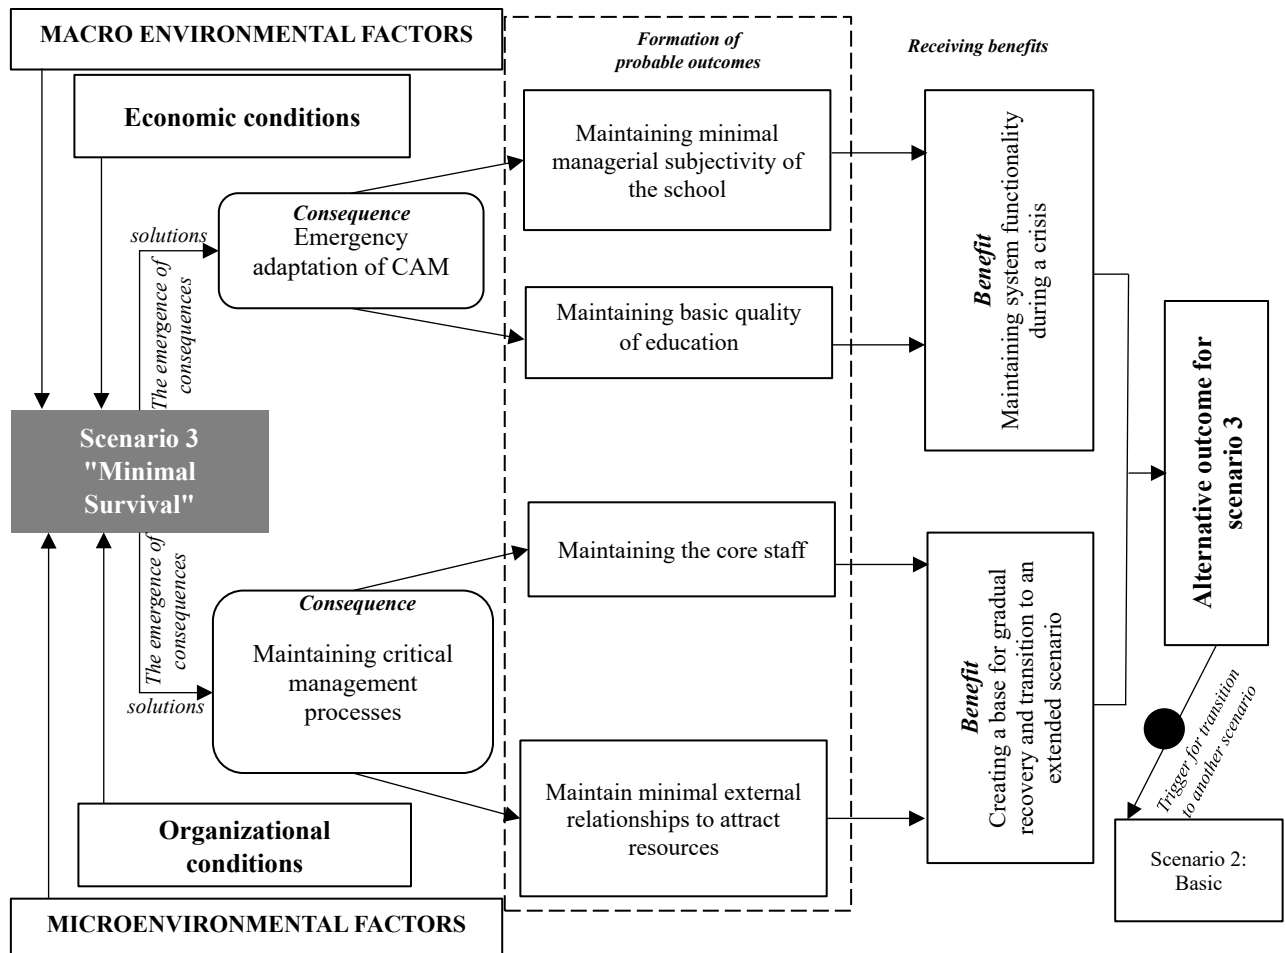 MACRO ENVIRONMENTAL FACTORS
Economic conditions
Formation of
probable outcomes
Receiving benefits
solutions
The emergence of
consequences
Consequence
Emergency
adaptation of CAM
Maintaining minimal
managerial subjectivity of
the school
Maintaining basic quality
of education
Benefit
Maintaining system functionality
during a crisis
Scenario 3
"Minimal
Survival"
Alternative outcome for
scenario 3
The emergence of
consequences
solutions
Consequence
Maintaining critical
management
processes
Maintaining the core staff
Maintain minimal external
relationships to attract
resources
Benefit
Creating a base for gradual
recovery and transition to an
extended scenario
Trigger for transition
to another scenario
Scenario 2:
Basic
Organizational
conditions
MICROENVIRONMENTAL FACTORS